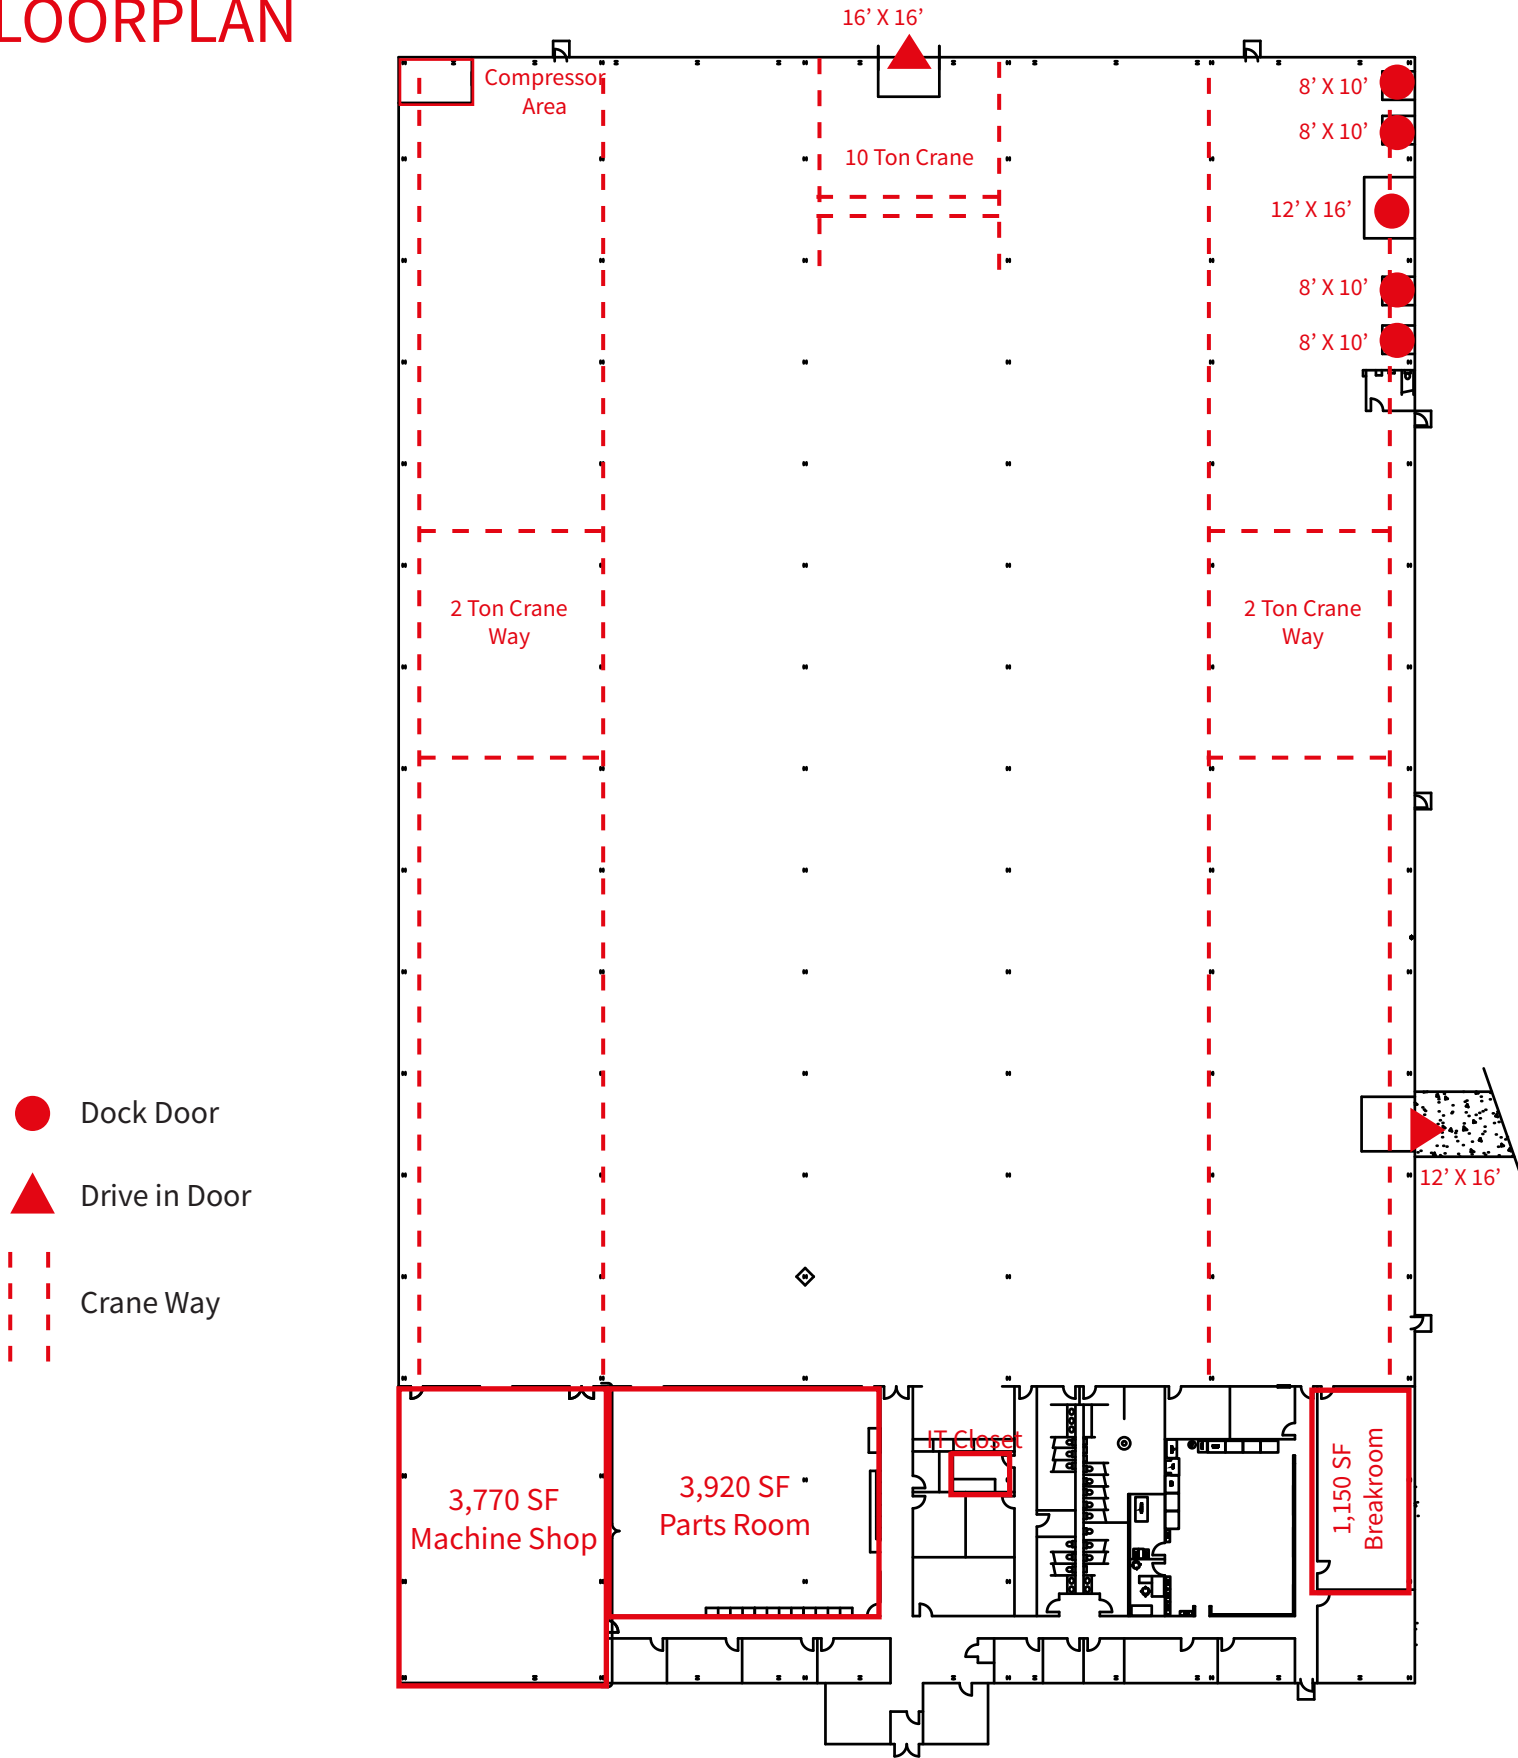 LOORPLAN
16’ X 16’
Compressor
Area
8’ X 10’
8’ X 10’
10 Ton Crane
12’ X 16’
8’ X 10’
8’ X 10’
2 Ton Crane
Way
2 Ton Crane
Way
Dock Door
Drive in Door
12’ X 16’
Crane Way
IT Closet
3,770 SF
Machine Shop
3,920 SF
Parts Room
1,150 SF
Breakroom